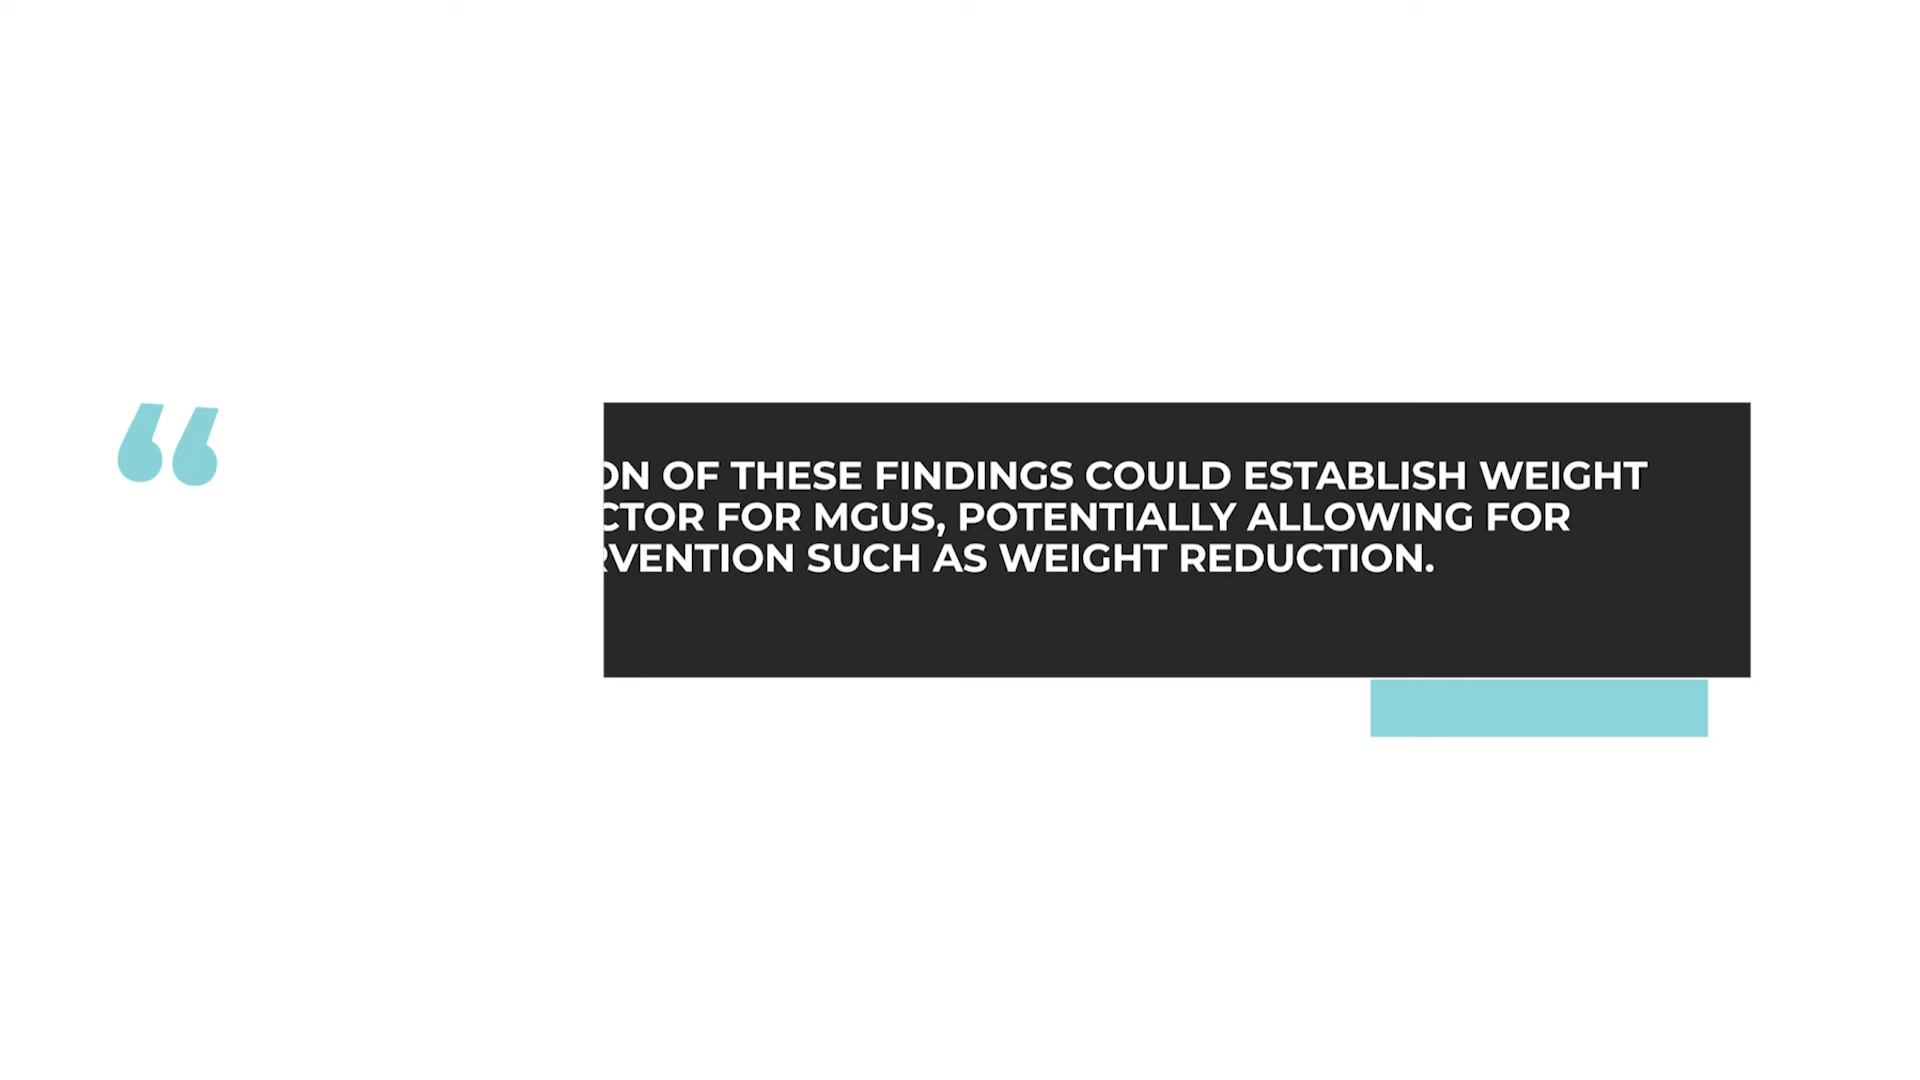 “
ON OF THESE FINDINGS COULD ESTABLISH WEIGHT
CTOR FOR MGUS, POTENTIALLY ALLOWING FOR
RVENTION SUCH AS WEIGHT REDUCTION.